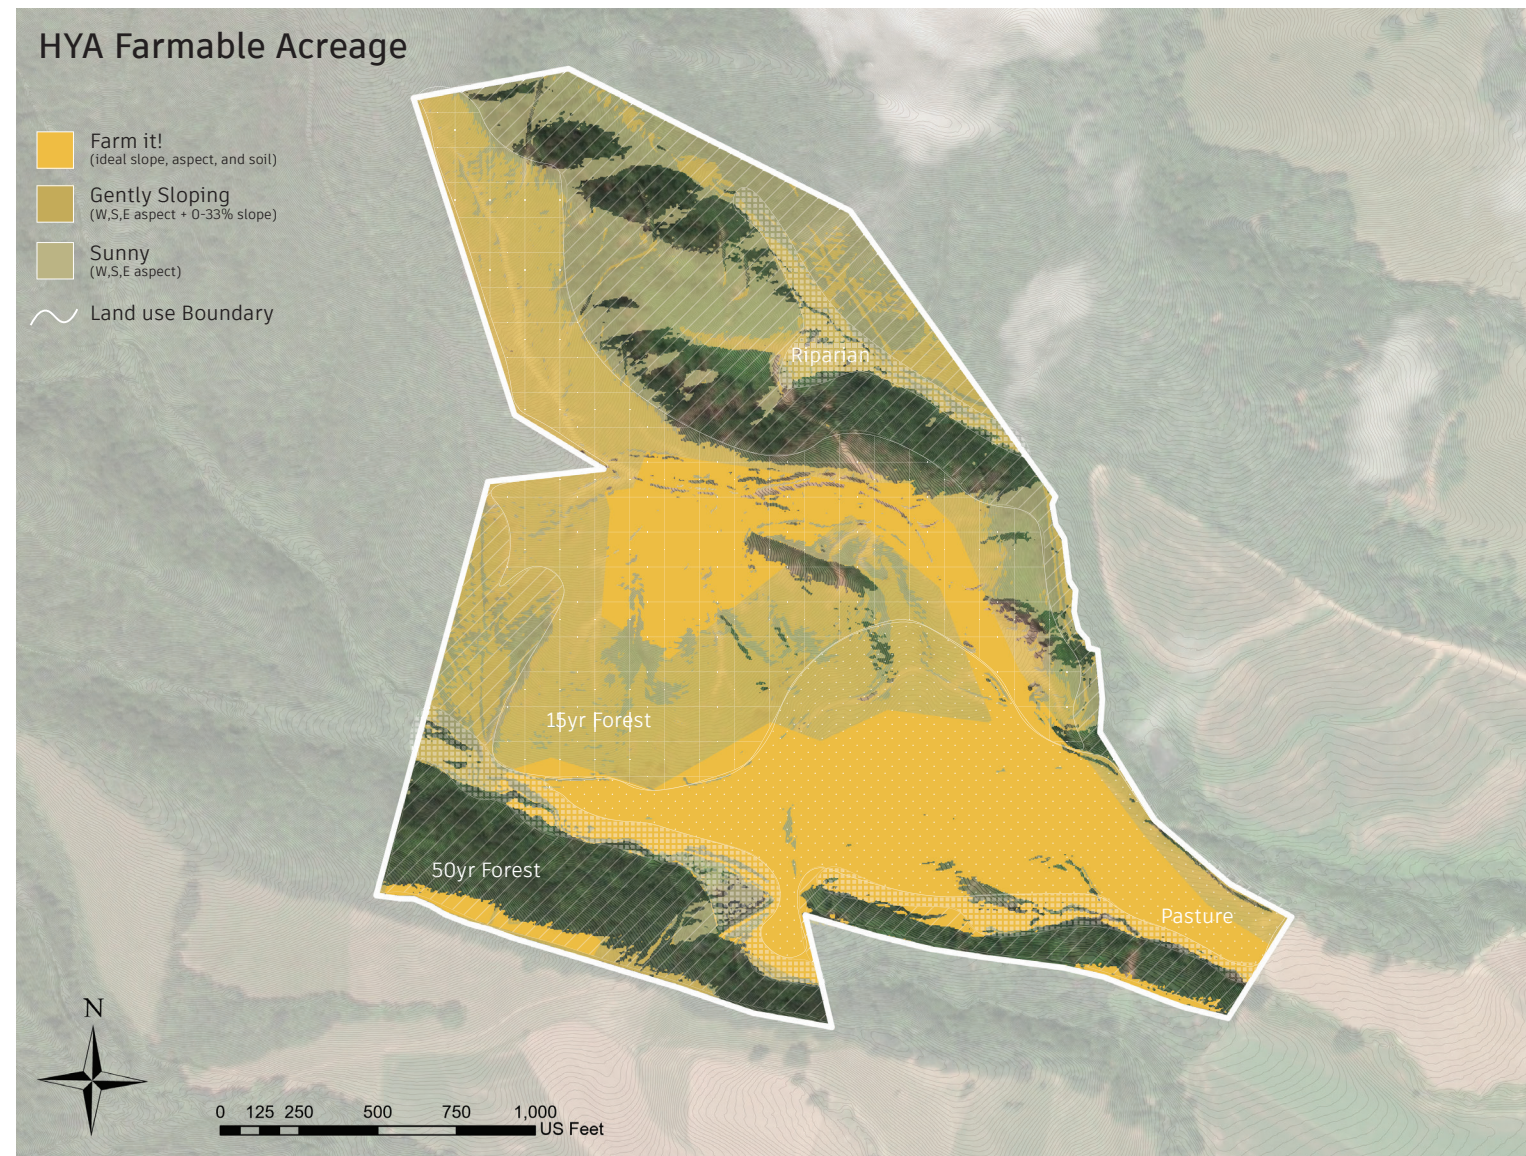 HYA Farmable Acreage
Farm it!
(ideal slope, aspect, and soil)
Gently Sloping
(W,S,E aspect + 0-33% slope)
Sunny
(W,S,E aspect)
Land use Boundary
Riparian
15yr Forest
50yr Forest
Pasture
N
0 125 250 500 750 1,000
US Feet